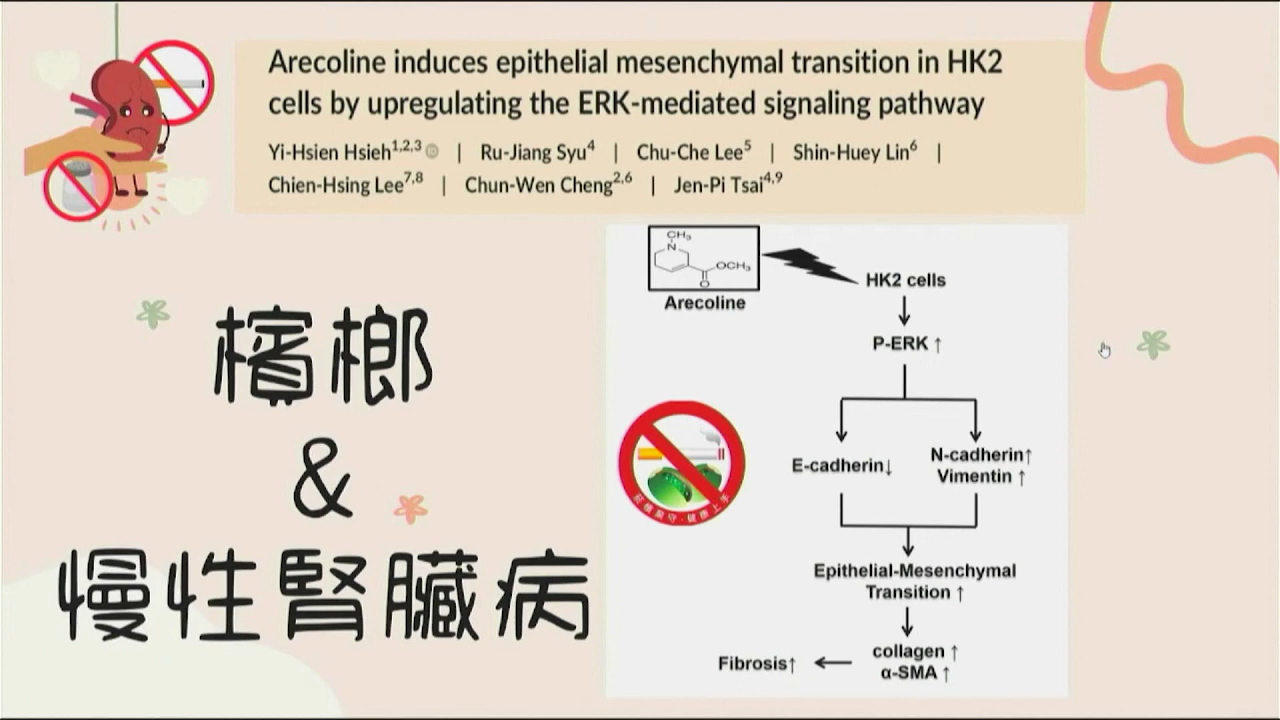 Arecoline induces epithelial mesenchymal transition in HK2
cells by upregulating the ERK-mediated signaling pathway
Yi-Hsien Hsieh1,2,3 | Ru-Jiang Syu4 | Chu-Che Lee5 | Shin-Huey Lin6 |
Chien-Hsing Lee7,8 | Chun-Wen Cheng2,6 | Jen-Pi Tsai4,9
檳榔
&
慢性腎臟病
CH3
N
OCH3
O
Arecoline
HK2 cells
P-ERK ↑
E-cadherin↓
N-cadherin↑
Vimentin ↑
Epithelial-Mesenchymal
Transition ↑
collagen ↑
α-SMA ↑
Fibrosis↑